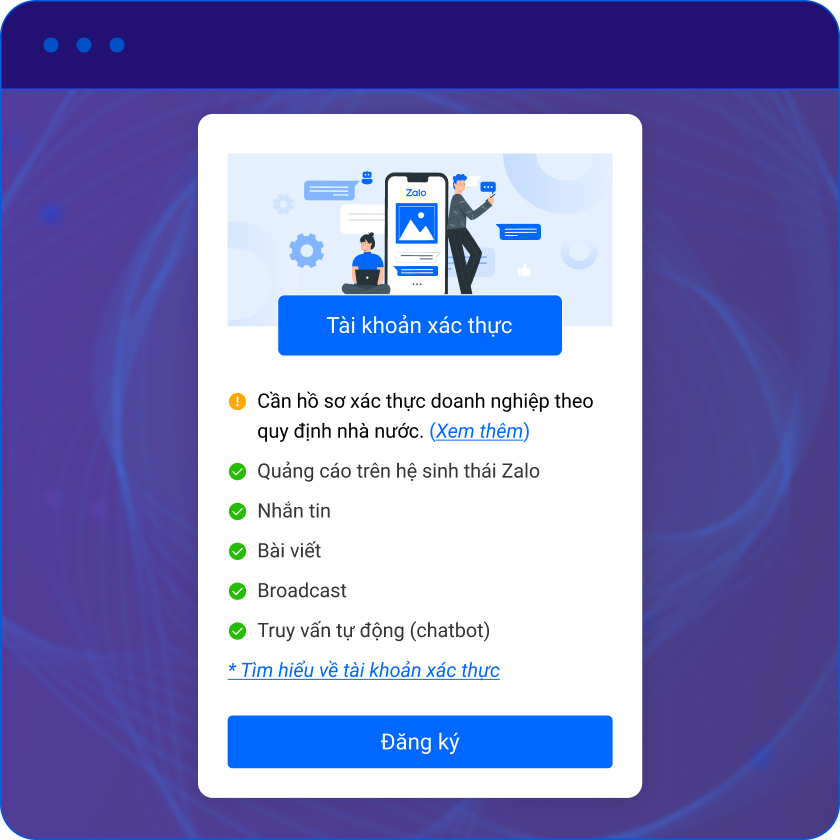 Zalo
Tài khoản xác thực
Cần hồ sơ xác thực doanh nghiệp theo
quy định nhà nước. (Xem thêm)
Quảng cáo trên hệ sinh thái Zalo
Nhắn tin
Bài viết
Broadcast
Truy vấn tự động (chatbot)
* Tìm hiểu về tài khoản xác thực
Đăng ký